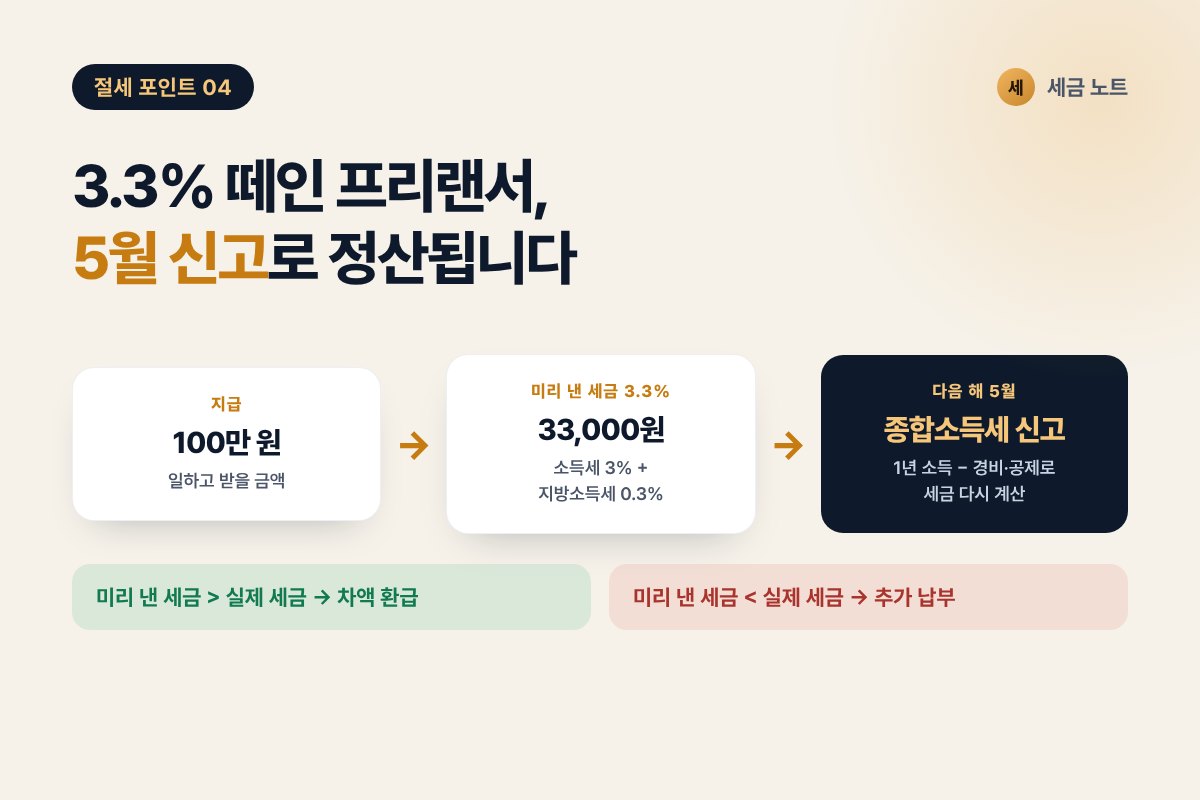 절세 포인트 04
세 세금 노트
3.3% 떼인 프리랜서,
5월 신고로 정산됩니다
지급
100만 원
일하고 받을 금액
→
미리 낸 세금 3.3%
33,000원
소득세 3% +
지방소득세 0.3%
→
다음 해 5월
종합소득세 신고
1년 소득 − 경비·공제로
세금 다시 계산
미리 낸 세금 > 실제 세금 → 차액 환급
미리 낸 세금 < 실제 세금 → 추가 납부